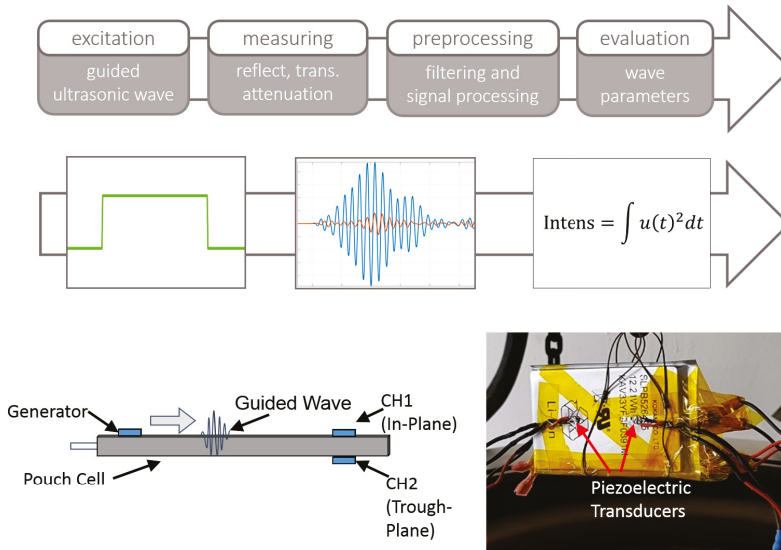 excitation
guided
ultrasonic wave
measuring
reflect, trans.
attenuation
preprocessing
filtering and
signal processing
evaluation
wave
parameters
Intens = ∫ u(t)²dt
Generator
Guided Wave
CH1
(In-Plane)
Pouch Cell
CH2
(Trough-
Plane)
Li-ion
Piezoelectric
Transducers